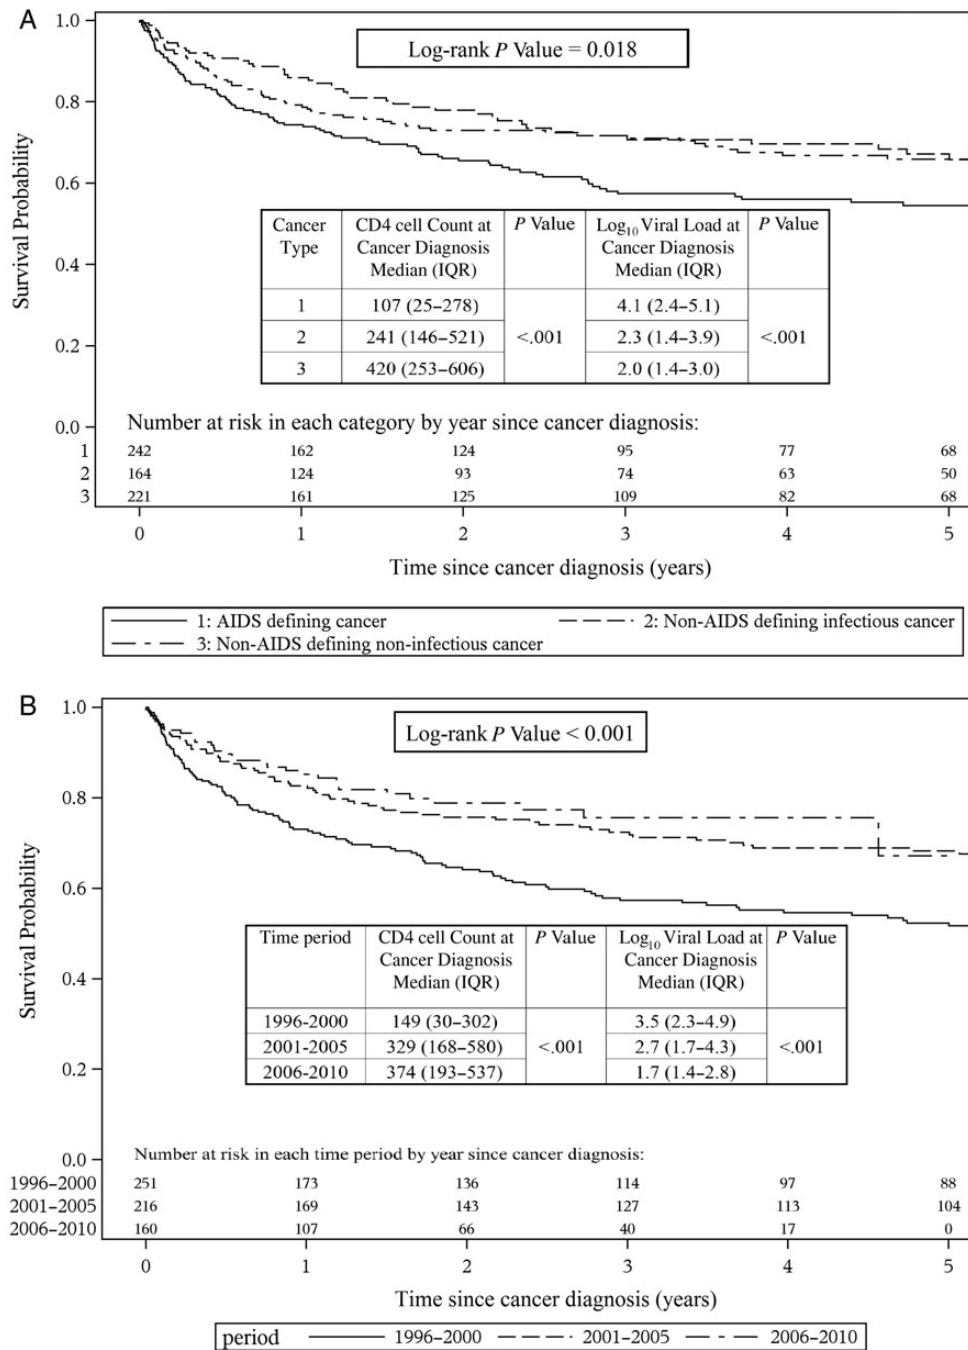 A
Log-rank P Value = 0.018
1.0
0.8
0.6
0.4
0.2
0.0
Survival Probability
Cancer Type | CD4 cell Count at Cancer Diagnosis Median (IQR) | P Value | Log10 Viral Load at Cancer Diagnosis Median (IQR) | P Value
1 | 107 (25–278) | <.001 | 4.1 (2.4–5.1) | <.001
2 | 241 (146–521) | 2.3 (1.4–3.9)
3 | 420 (253–606) | 2.0 (1.4–3.0)
Number at risk in each category by year since cancer diagnosis:
1 242 162 124 95 77 68
2 164 124 93 74 63 50
3 221 161 125 109 82 68
0 1 2 3 4 5
Time since cancer diagnosis (years)
1: AIDS defining cancer 2: Non-AIDS defining infectious cancer
3: Non-AIDS defining non-infectious cancer
B
Log-rank P Value < 0.001
1.0
0.8
0.6
0.4
0.2
0.0
Survival Probability
Time period | CD4 cell Count at Cancer Diagnosis Median (IQR) | P Value | Log10 Viral Load at Cancer Diagnosis Median (IQR) | P Value
1996-2000 | 149 (30–302) | <.001 | 3.5 (2.3–4.9) | <.001
2001-2005 | 329 (168–580) | 2.7 (1.7–4.3)
2006-2010 | 374 (193–537) | 1.7 (1.4–2.8)
Number at risk in each time period by year since cancer diagnosis:
1996–2000 251 173 136 114 97 88
2001–2005 216 169 143 127 113 104
2006–2010 160 107 66 40 17 0
0 1 2 3 4 5
Time since cancer diagnosis (years)
period 1996–2000 2001–2005 2006–2010